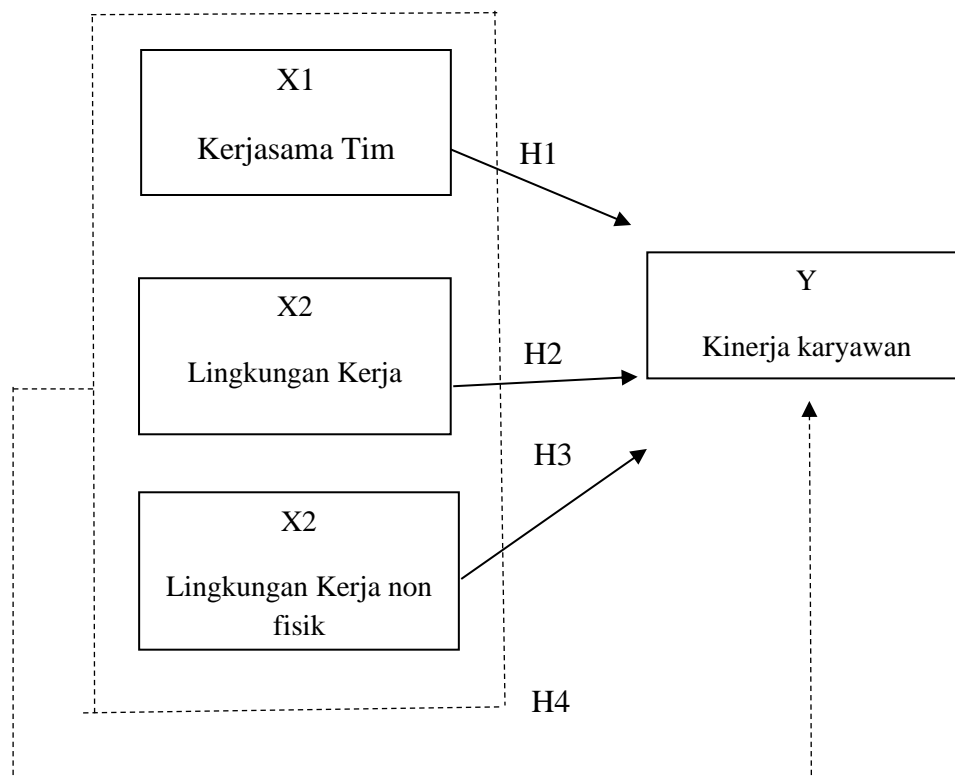 X1
Kerjasama Tim
H1
X2
Lingkungan Kerja
H2
Y
Kinerja karyawan
H3
X2
Lingkungan Kerja non
fisik
H4